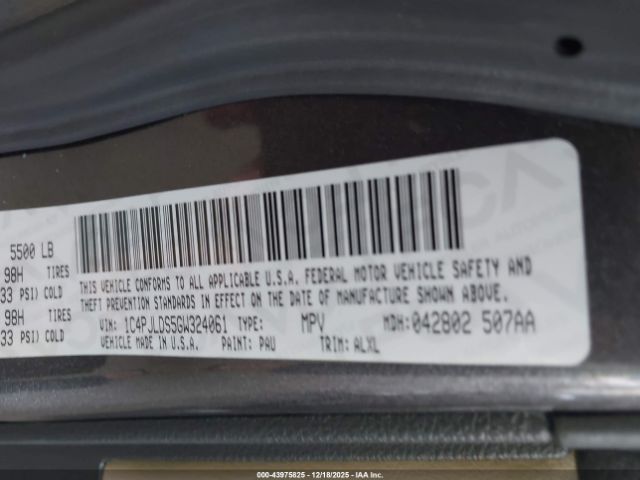 5500 LB
98H TIRES
33 PSI) COLD
98H TIRES
33 PSI) COLD
THIS VEHICLE CONFORMS TO ALL APPLICABLE U.S.A. FEDERAL MOTOR VEHICLE SAFETY AND
THEFT PREVENTION STANDARDS IN EFFECT ON THE DATE OF MANUFACTURE SHOWN ABOVE.
VIN: 1C4PJLDS5GW324061 TYPE: MPV MDH: 042802 507AA
VEHICLE MADE IN U.S.A. PAINT: PAU TRIM: ALXL
000-43975825 | 12/18/2025 | IAA Inc.